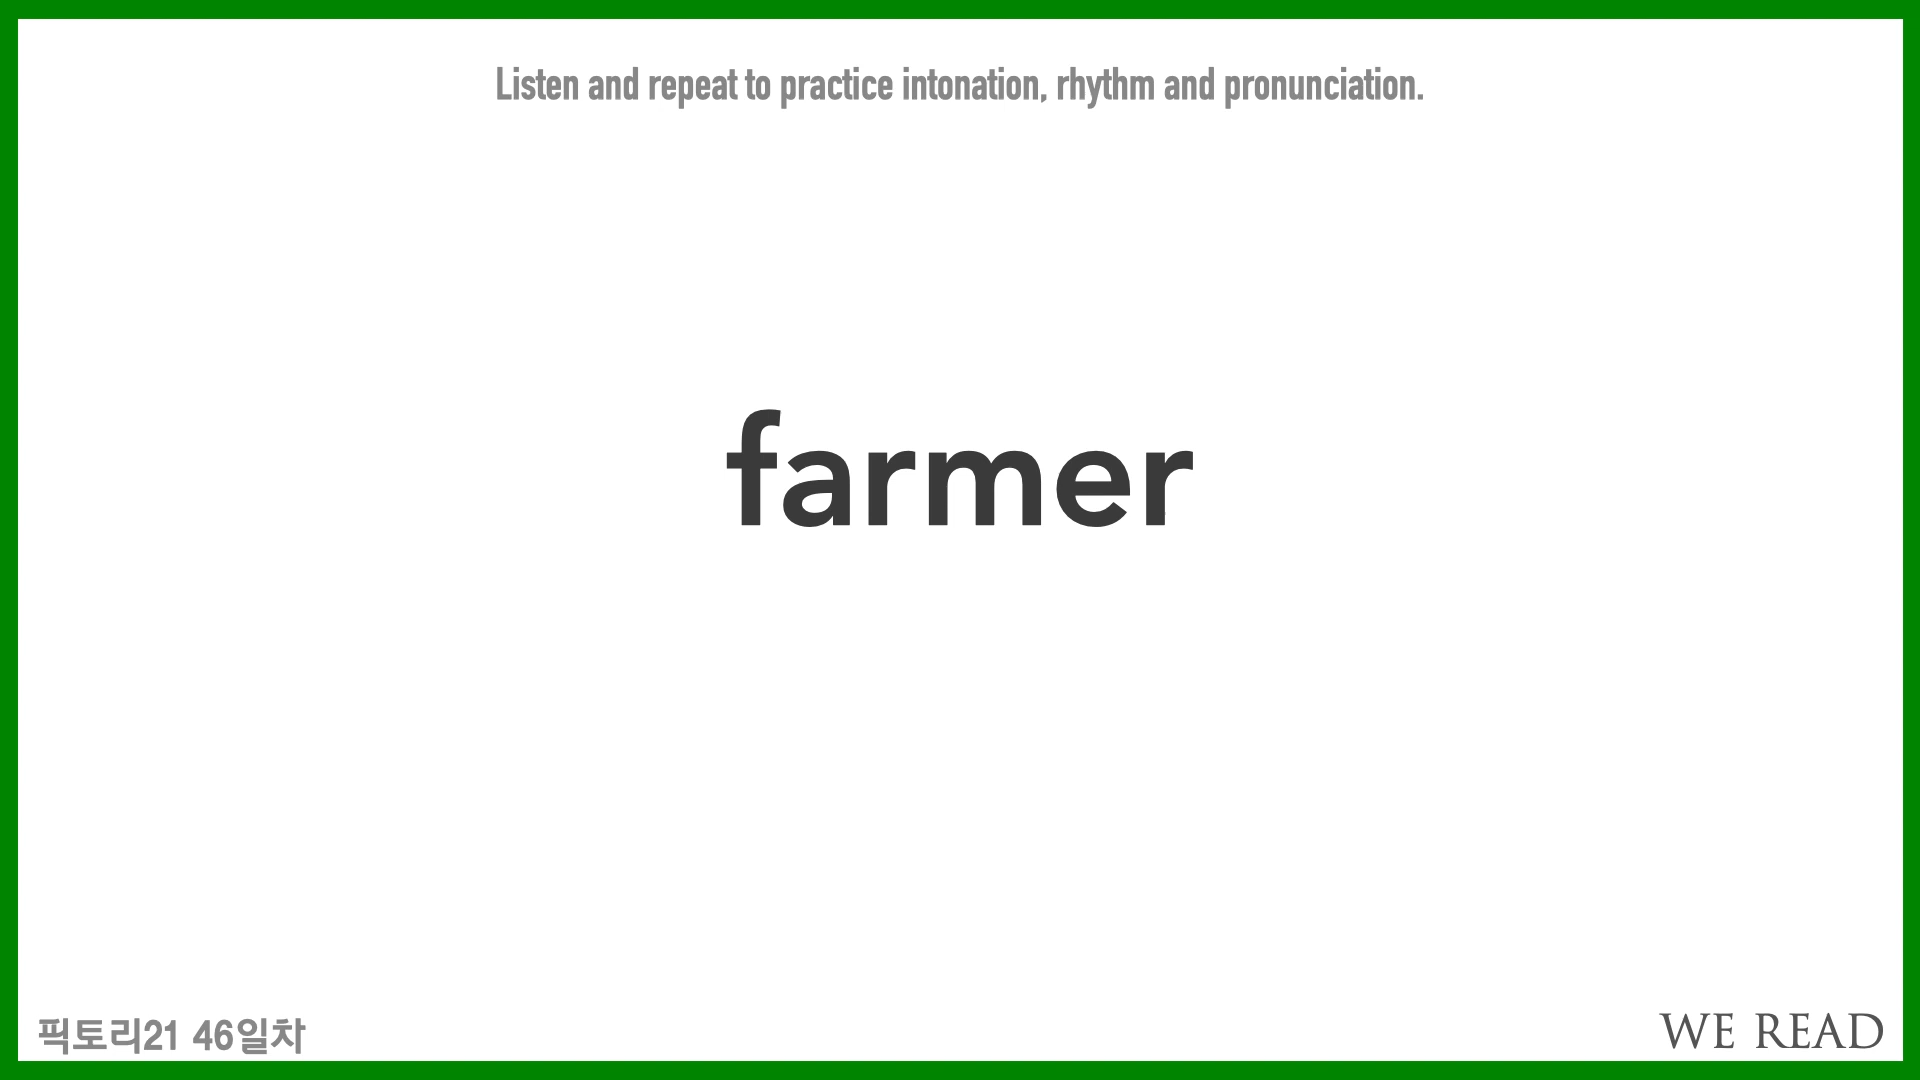 Listen and repeat to practice intonation, rhythm and pronunciation.
farmer
픽토리21 46일차
WE READ